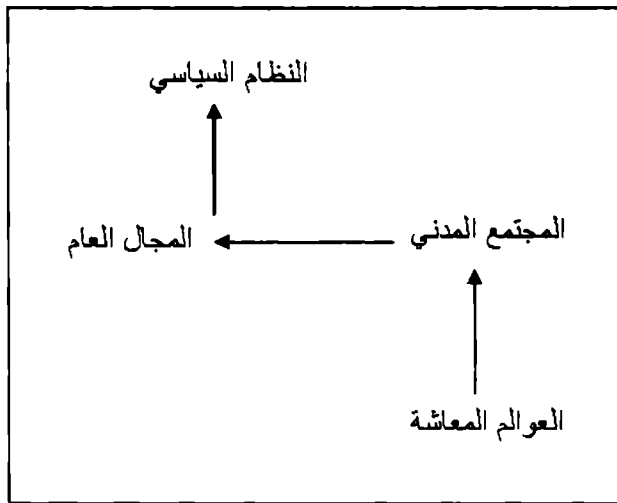 النظام السياسي
المجتمع المدني
المجال العام
العوالم المعاشة